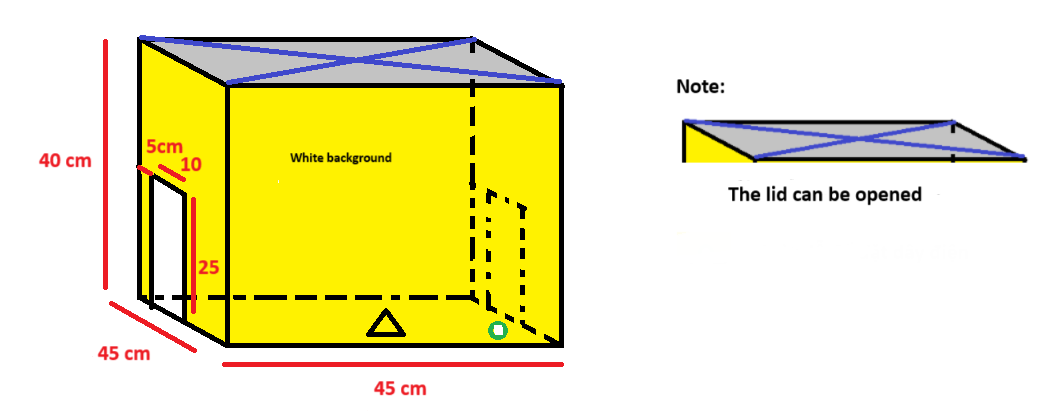 Note:
5cm
10
40 cm
White background
The lid can be opened
25
45 cm
45 cm